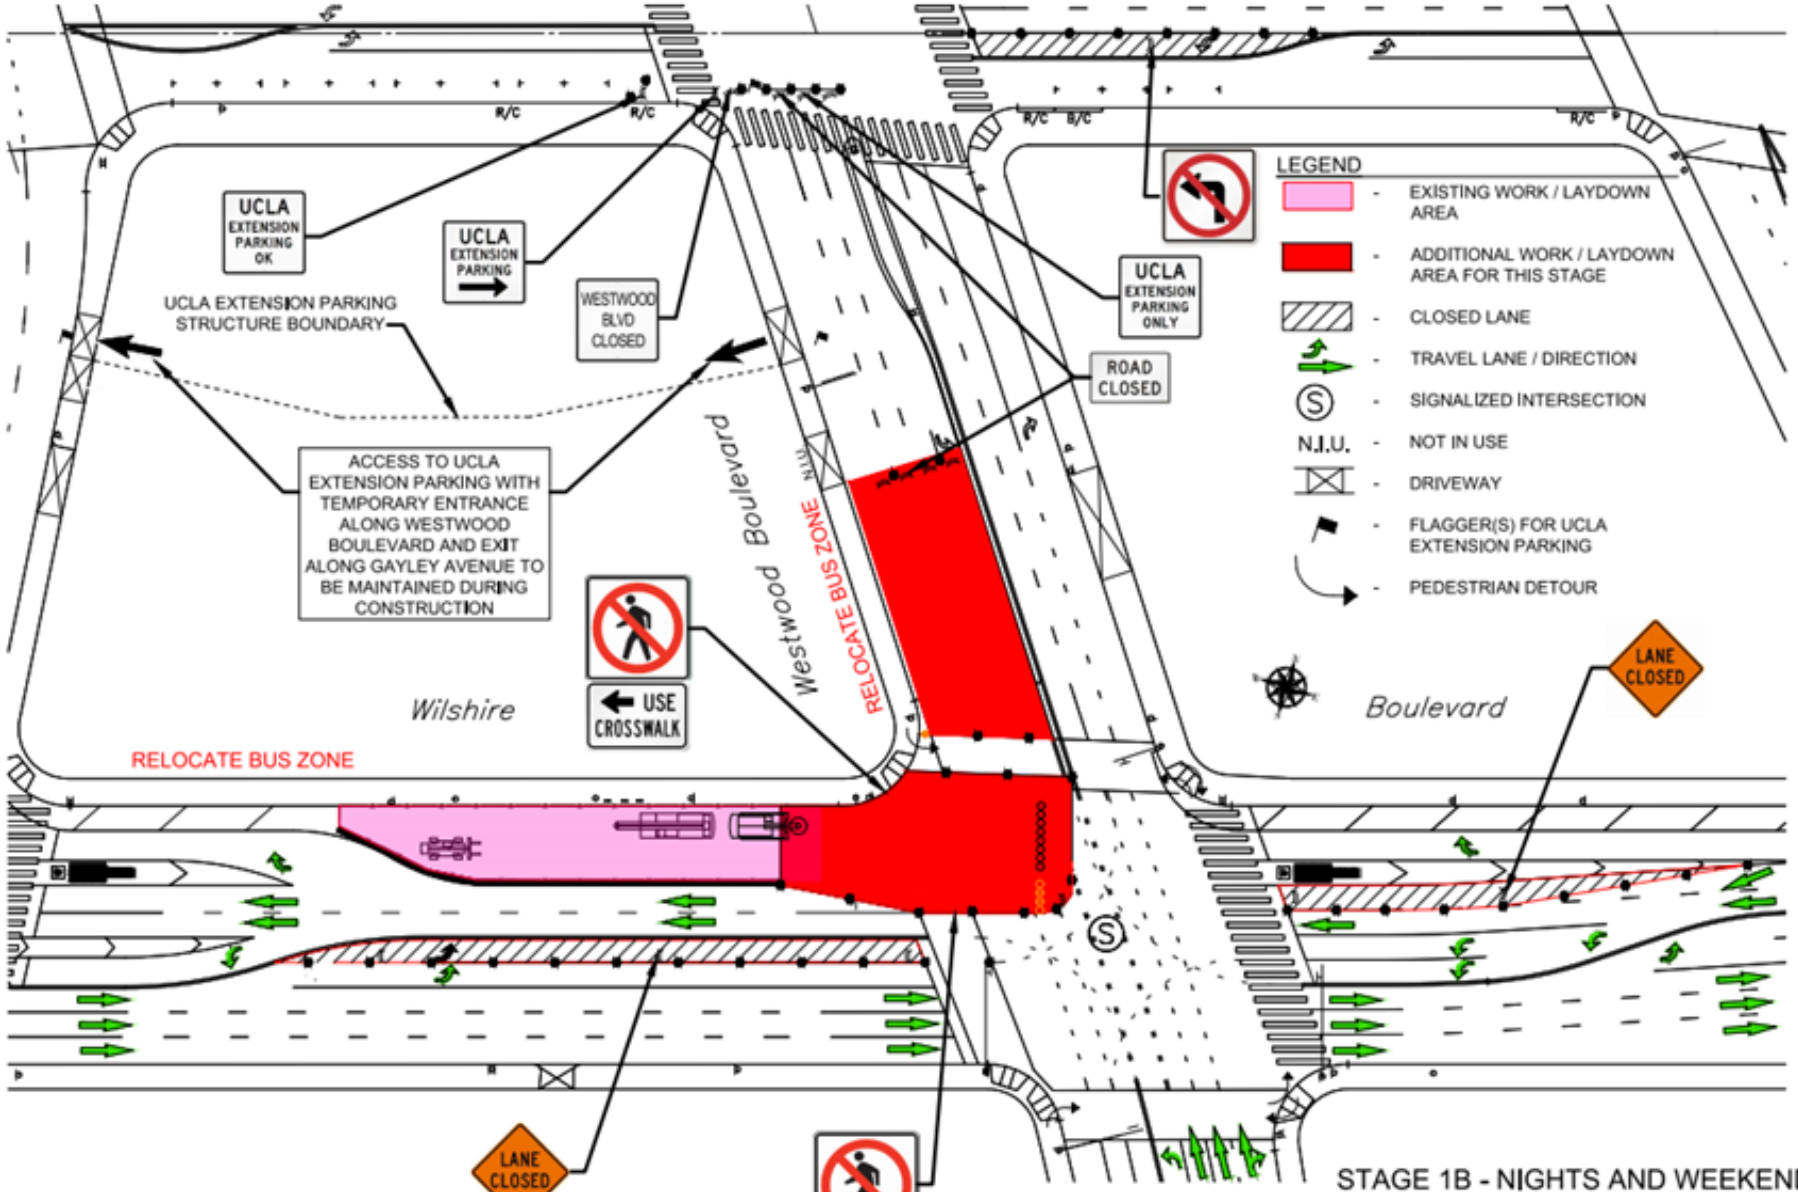 R/C
R/C
R/C
B/C
R/C
UCLA
EXTENSION
PARKING
OK
UCLA
EXTENSION
PARKING
WESTWOOD
BLVD
CLOSED
UCLA
EXTENSION
PARKING
ONLY
ROAD
CLOSED
UCLA EXTENSION PARKING
STRUCTURE BOUNDARY
ACCESS TO UCLA
EXTENSION PARKING WITH
TEMPORARY ENTRANCE
ALONG WESTWOOD
BOULEVARD AND EXIT
ALONG GAYLEY AVENUE TO
BE MAINTAINED DURING
CONSTRUCTION
LEGEND
- EXISTING WORK / LAYDOWN
AREA
- ADDITIONAL WORK / LAYDOWN
AREA FOR THIS STAGE
- CLOSED LANE
- TRAVEL LANE / DIRECTION
S - SIGNALIZED INTERSECTION
N.I.U. - NOT IN USE
- DRIVEWAY
- FLAGGER(S) FOR UCLA
EXTENSION PARKING
- PEDESTRIAN DETOUR
N.I.U.
Westwood Boulevard
RELOCATE BUS ZONE
USE
CROSSWALK
Wilshire
Boulevard
LANE
CLOSED
RELOCATE BUS ZONE
S
LANE
CLOSED
STAGE 1B - NIGHTS AND WEEKEND